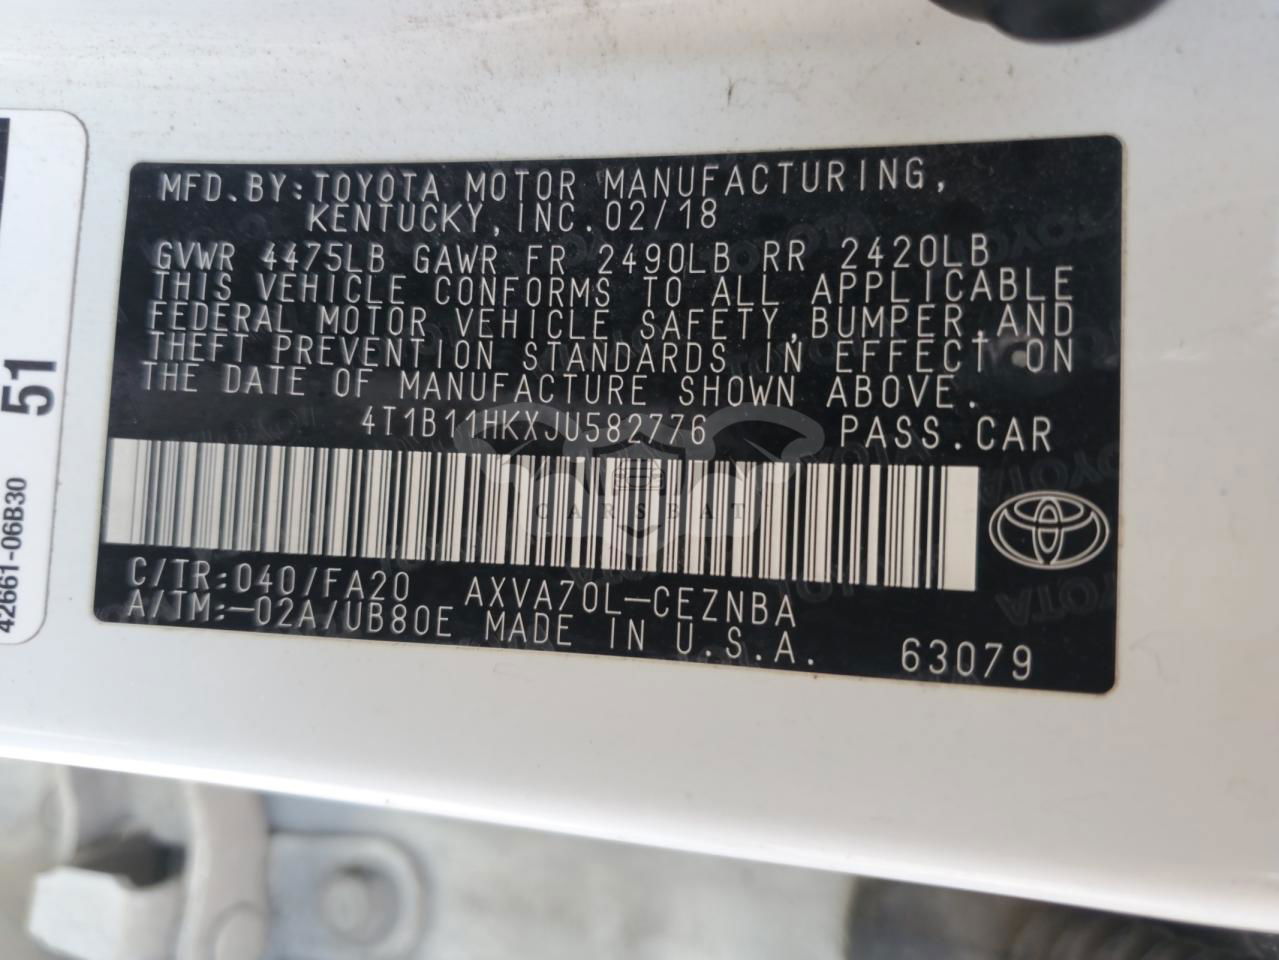 MFD.BY:TOYOTA MOTOR MANUFACTURING,
KENTUCKY, INC. 02/18
GVWR 4475LB GAWR FR 2490LB RR 2420LB
THIS VEHICLE CONFORMS TO ALL APPLICABLE
FEDERAL MOTOR VEHICLE SAFETY, BUMPER, AND
THEFT PREVENTION STANDARDS IN EFFECT ON
THE DATE OF MANUFACTURE SHOWN ABOVE.
4T1B11HKXJU582776 PASS.CAR
CARSBAT
C/TR:040/FA20 AXVA70L-CEZNBA
A/TM:-02A/UB80E MADE IN U.S.A. 63079
51
42661-06B30